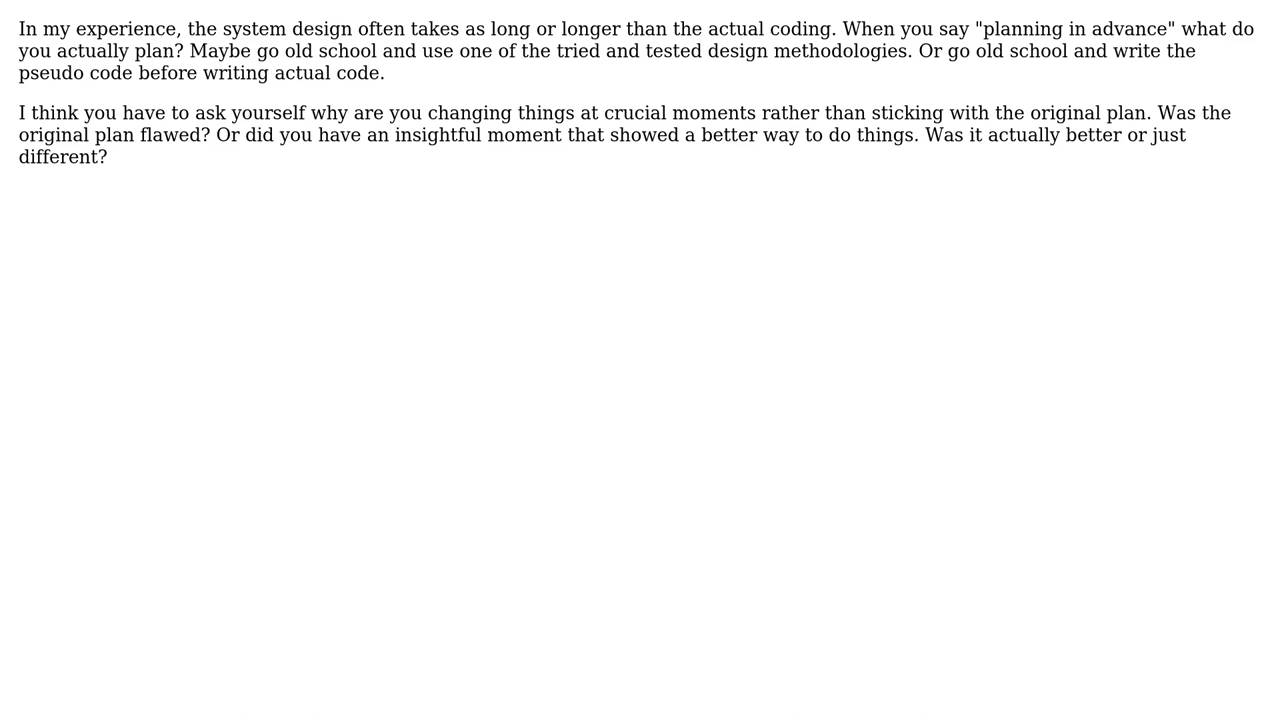 In my experience, the system design often takes as long or longer than the actual coding. When you say "planning in advance" what do
you actually plan? Maybe go old school and use one of the tried and tested design methodologies. Or go old school and write the
pseudo code before writing actual code.
I think you have to ask yourself why are you changing things at crucial moments rather than sticking with the original plan. Was the
original plan flawed? Or did you have an insightful moment that showed a better way to do things. Was it actually better or just
different?